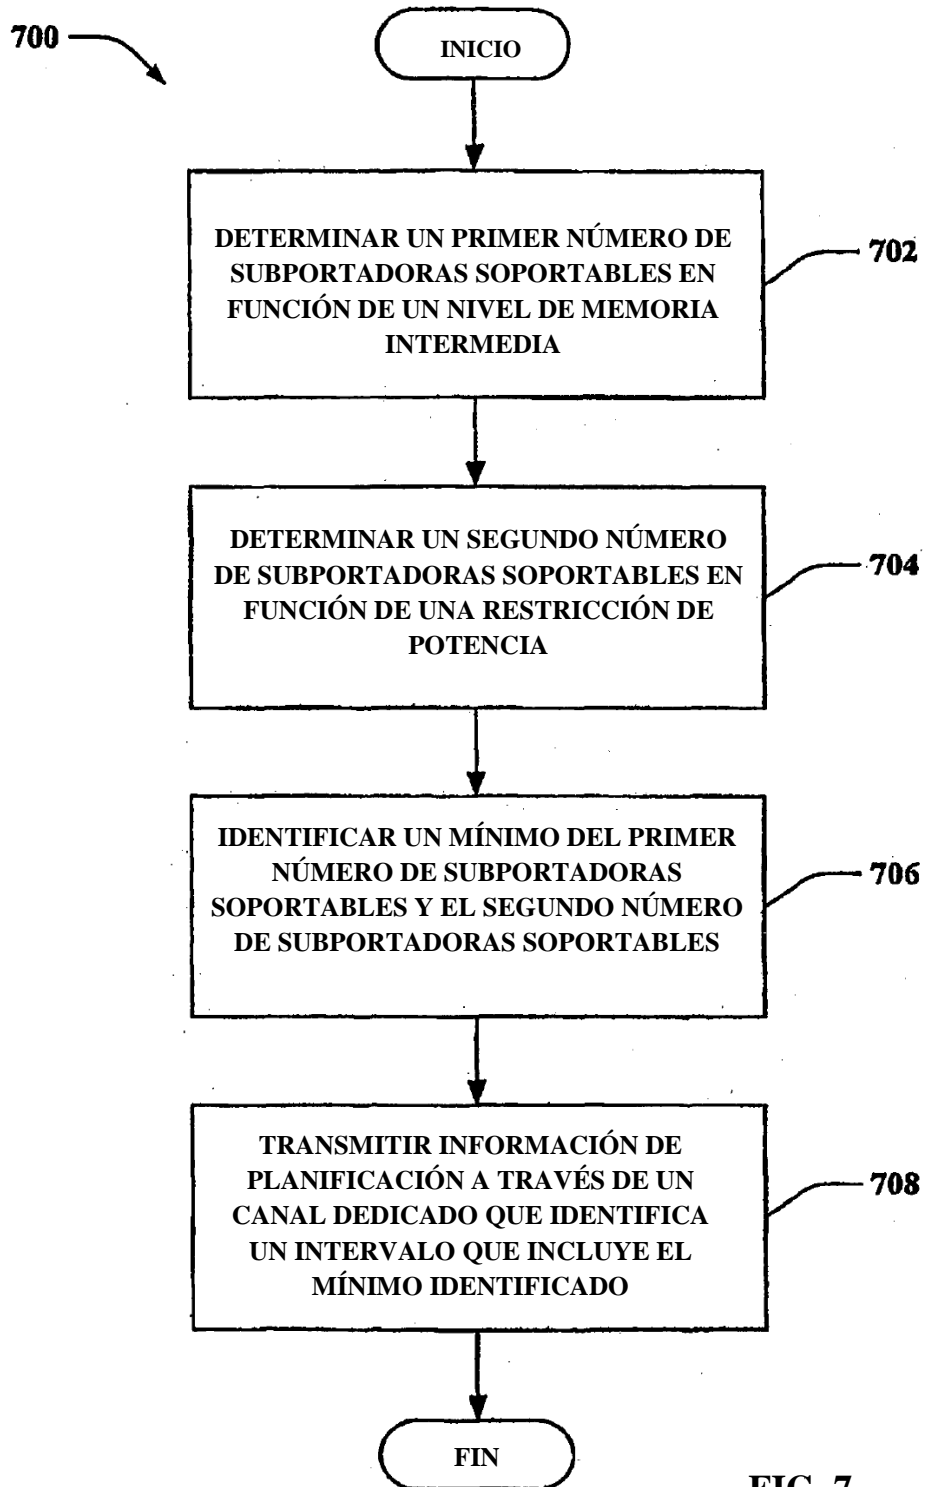 700
INICIO
DETERMINAR UN PRIMER NÚMERO DE
SUBPORTADORAS SOPORTABLES EN
FUNCIÓN DE UN NIVEL DE MEMORIA
INTERMEDIA
702
DETERMINAR UN SEGUNDO NÚMERO
DE SUBPORTADORAS SOPORTABLES EN
FUNCIÓN DE UNA RESTRICCIÓN DE
POTENCIA
704
IDENTIFICAR UN MÍNIMO DEL PRIMER
NÚMERO DE SUBPORTADORAS
SOPORTABLES Y EL SEGUNDO NÚMERO
DE SUBPORTADORAS SOPORTABLES
706
TRANSMITIR INFORMACIÓN DE
PLANIFICACIÓN A TRAVÉS DE UN
CANAL DEDICADO QUE IDENTIFICA
UN INTERVALO QUE INCLUYE EL
MÍNIMO IDENTIFICADO
708
FIN
FIG. 7